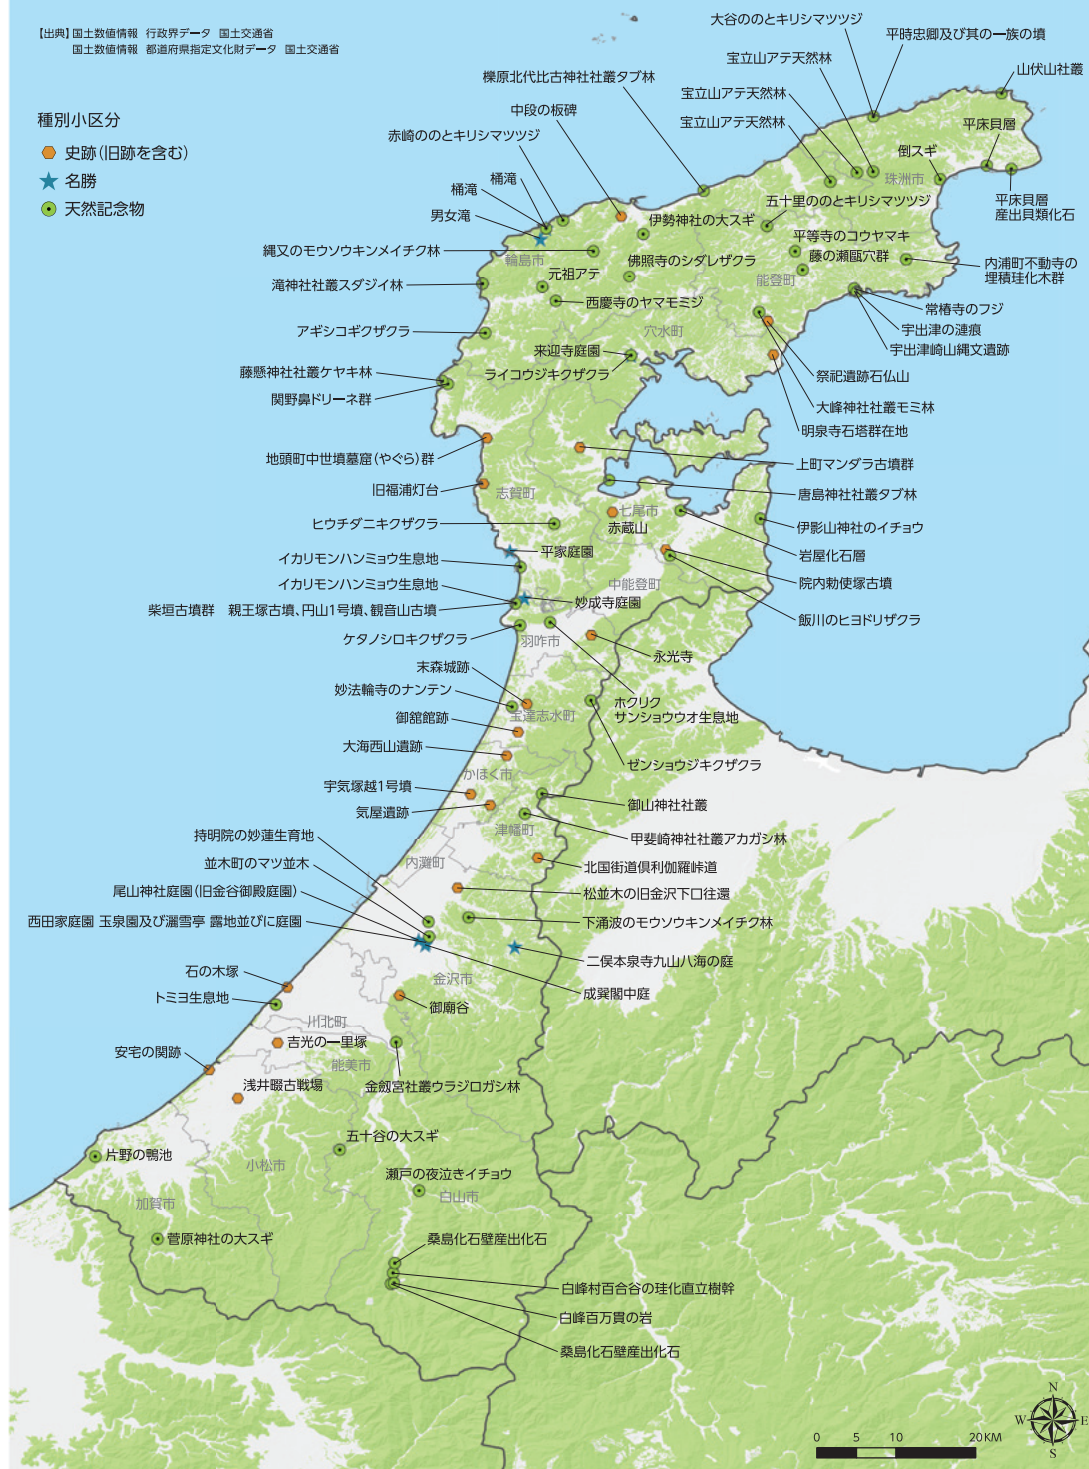 【出典】国土数値情報 行政界データ 国土交通省
国土数値情報 都道府県指定文化財データ 国土交通省
種別小区分
史跡（旧跡を含む）
名勝
天然記念物
大谷ののとキリシマツツジ
平時忠卿及び其の一族の墳
宝立山アテ天然林
山伏山社叢
櫟原北代比古神社社叢タブ林
宝立山アテ天然林
中段の板碑
宝立山アテ天然林
平床貝層
赤崎ののとキリシマツツジ
倒スギ
桶滝
珠洲市
桶滝
平床貝層
産出貝類化石
五十里ののとキリシマツツジ
男女滝
伊勢神社の大スギ
平等寺のコウヤマキ
縄又のモウソウキンメイチク林
輪島市
佛照寺のシダレザクラ
藤の瀬甌穴群
内浦町不動寺の
埋積珪化木群
元祖アテ
能登町
滝神社社叢スダジイ林
西慶寺のヤマモミジ
常椿寺のフジ
アギシコギクザクラ
穴水町
宇出津の漣痕
来迎寺庭園
宇出津崎山縄文遺跡
ライコウジキクザクラ
藤懸神社社叢ケヤキ林
祭祀遺跡石仏山
関野鼻ドリーネ群
大峰神社社叢モミ林
明泉寺石塔群在地
地頭町中世墳墓窟（やぐら）群
上町マンダラ古墳群
旧福浦灯台
志賀町
唐島神社社叢タブ林
七尾市
ヒウチダニキクザクラ
赤蔵山
伊影山神社のイチョウ
平家庭園
岩屋化石層
イカリモンハンミョウ生息地
院内勅使塚古墳
イカリモンハンミョウ生息地
中能登町
柴垣古墳群 親王塚古墳、円山1号墳、観音山古墳
妙成寺庭園
飯川のヒヨドリザクラ
ケタノシロキクザクラ
羽咋市
永光寺
末森城跡
妙法輪寺のナンテン
ホクリク
サンショウウオ生息地
御舘館跡
宝達志水町
大海西山遺跡
ゼンショウジキクザクラ
かほく市
宇気塚越1号墳
御山神社社叢
気屋遺跡
津幡町
持明院の妙蓮生育地
甲斐崎神社社叢アカガシ林
並木町のマツ並木
内灘町
北国街道倶利伽羅峠道
尾山神社庭園（旧金谷御殿庭園）
松並木の旧金沢下口往還
西田家庭園 玉泉園及び灑雪亭 露地並びに庭園
下涌波のモウソウキンメイチク林
二俣本泉寺九山八海の庭
石の木塚
金沢市
成巽閣中庭
トミヨ生息地
御廟谷
川北町
吉光の一里塚
安宅の関跡
能美市
浅井畷古戦場
金劔宮社叢ウラジロガシ林
五十谷の大スギ
片野の鴨池
小松市
瀬戸の夜泣きイチョウ
加賀市
白山市
菅原神社の大スギ
桑島化石壁産出化石
白峰村百合谷の珪化直立樹幹
白峰百万貫の岩
桑島化石壁産出化石
N
W
E
S
0 5 10 20KM